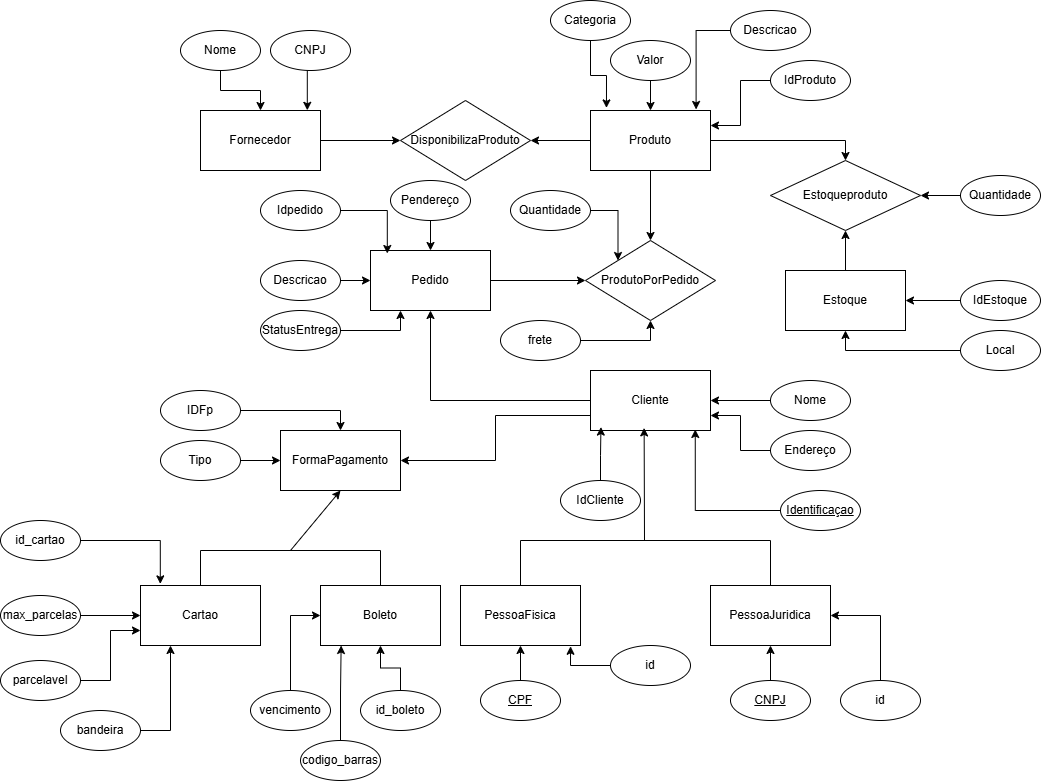 Categoria
Descricao
Nome
CNPJ
Valor
IdProduto
Fornecedor
DisponibilizaProduto
Produto
Estoqueproduto
Quantidade
Idpedido
Pendereço
Quantidade
Descricao
Pedido
ProdutoPorPedido
Estoque
IdEstoque
StatusEntrega
frete
Local
IDFp
Cliente
Nome
Tipo
FormaPagamento
Endereço
IdCliente
Identificaçao
id_cartao
max_parcelas
Cartao
Boleto
PessoaFisica
PessoaJuridica
parcelavel
id
bandeira
vencimento
id_boleto
CPF
CNPJ
id
codigo_barras